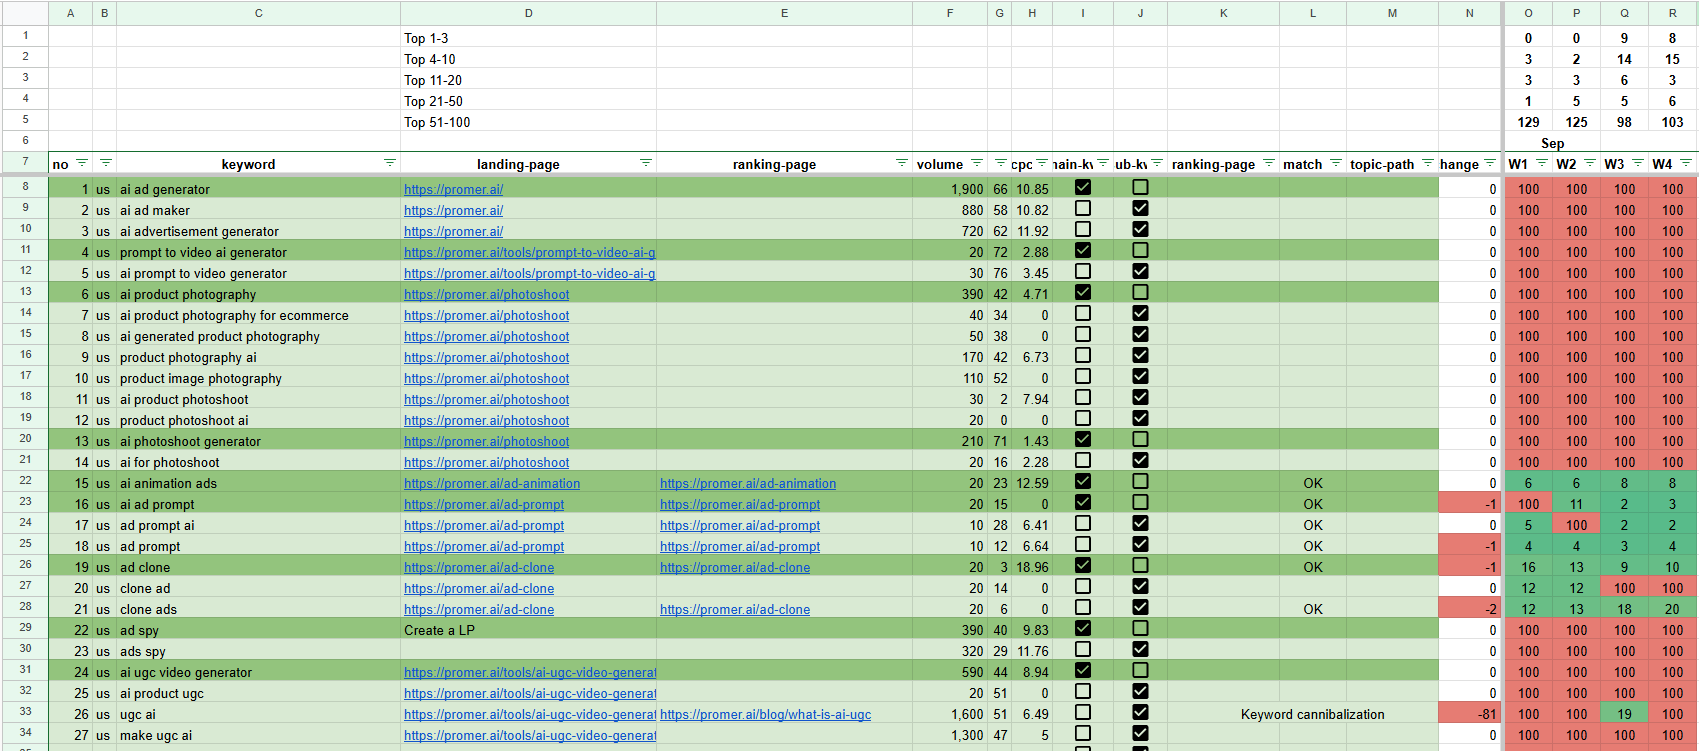 A B C D E F G H I J K L M N O P Q R
1 Top 1-3 0 0 9 8
2 Top 4-10 3 2 14 15
3 Top 11-20 3 3 6 3
4 Top 21-50 1 5 5 6
5 Top 51-100 129 125 98 103
6 Sep
7 no keyword landing-page ranking-page volume cpc nain-kv ub-kv ranking-page match topic-path hange W1 W2 W3 W4
8 1 us ai ad generator https://promer.ai/ 1,900 66 10.85 0 100 100 100 100
9 2 us ai ad maker https://promer.ai/ 880 58 10.82 0 100 100 100 100
10 3 us ai advertisement generator https://promer.ai/ 720 62 11.92 0 100 100 100 100
11 4 us prompt to video ai generator https://promer.ai/tools/prompt-to-video-ai-g 20 72 2.88 0 100 100 100 100
12 5 us ai prompt to video generator https://promer.ai/tools/prompt-to-video-ai-g 30 76 3.45 0 100 100 100 100
13 6 us ai product photography https://promer.ai/photoshoot 390 42 4.71 0 100 100 100 100
14 7 us ai product photography for ecommerce https://promer.ai/photoshoot 40 34 0 0 100 100 100 100
15 8 us ai generated product photography https://promer.ai/photoshoot 50 38 0 0 100 100 100 100
16 9 us product photography ai https://promer.ai/photoshoot 170 42 6.73 0 100 100 100 100
17 10 us product image photography https://promer.ai/photoshoot 110 52 0 0 100 100 100 100
18 11 us ai product photoshoot https://promer.ai/photoshoot 30 2 7.94 0 100 100 100 100
19 12 us product photoshoot ai https://promer.ai/photoshoot 20 0 0 0 100 100 100 100
20 13 us ai photoshoot generator https://promer.ai/photoshoot 210 71 1.43 0 100 100 100 100
21 14 us ai for photoshoot https://promer.ai/photoshoot 20 16 2.28 0 100 100 100 100
22 15 us ai animation ads https://promer.ai/ad-animation https://promer.ai/ad-animation 20 23 12.59 OK 0 6 6 8 8
23 16 us ai ad prompt https://promer.ai/ad-prompt https://promer.ai/ad-prompt 20 15 0 OK -1 100 11 2 3
24 17 us ad prompt ai https://promer.ai/ad-prompt https://promer.ai/ad-prompt 10 28 6.41 OK 0 5 100 2 2
25 18 us ad prompt https://promer.ai/ad-prompt https://promer.ai/ad-prompt 10 12 6.64 OK -1 4 4 3 4
26 19 us ad clone https://promer.ai/ad-clone https://promer.ai/ad-clone 20 3 18.96 OK -1 16 13 9 10
27 20 us clone ad https://promer.ai/ad-clone 20 14 0 0 12 12 100 100
28 21 us clone ads https://promer.ai/ad-clone https://promer.ai/ad-clone 20 6 0 OK -2 12 13 18 20
29 22 us ad spy Create a LP 390 40 9.83 0 100 100 100 100
30 23 us ads spy 320 29 11.76 0 100 100 100 100
31 24 us ai ugc video generator https://promer.ai/tools/ai-ugc-video-generat 590 44 8.94 0 100 100 100 100
32 25 us ai product ugc https://promer.ai/tools/ai-ugc-video-generat 20 51 0 0 100 100 100 100
33 26 us ugc ai https://promer.ai/tools/ai-ugc-video-generat https://promer.ai/blog/what-is-ai-ugc 1,600 51 6.49 Keyword cannibalization -81 100 100 19 100
34 27 us make ugc ai https://promer.ai/tools/ai-ugc-video-generat 1,300 47 5 0 100 100 100 100